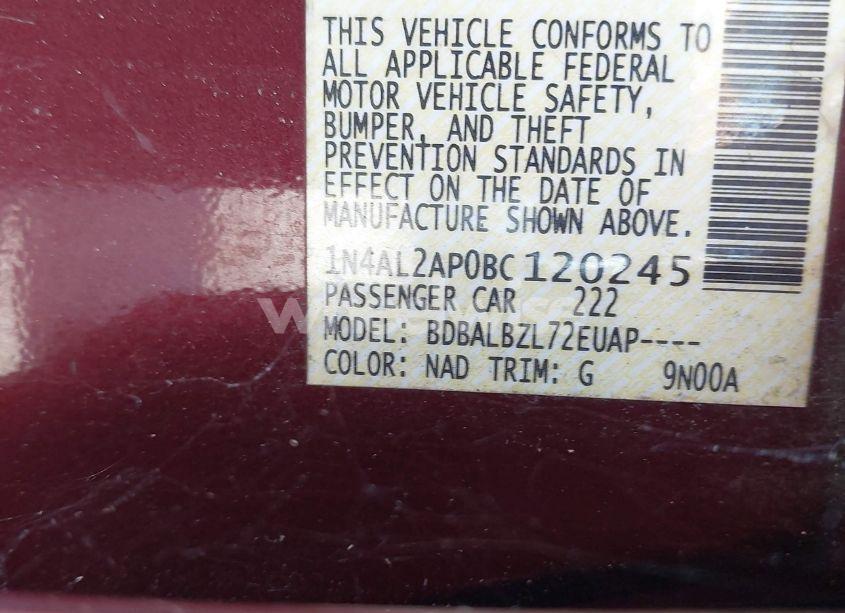 THIS VEHICLE CONFORMS TO
ALL APPLICABLE FEDERAL
MOTOR VEHICLE SAFETY,
BUMPER, AND THEFT
PREVENTION STANDARDS IN
EFFECT ON THE DATE OF
MANUFACTURE SHOWN ABOVE.
1N4AL2AP0BC120245
PASSENGER CAR 222
MODEL: BDBALBZL72EUAP----
COLOR: NAD TRIM: G 9N00A